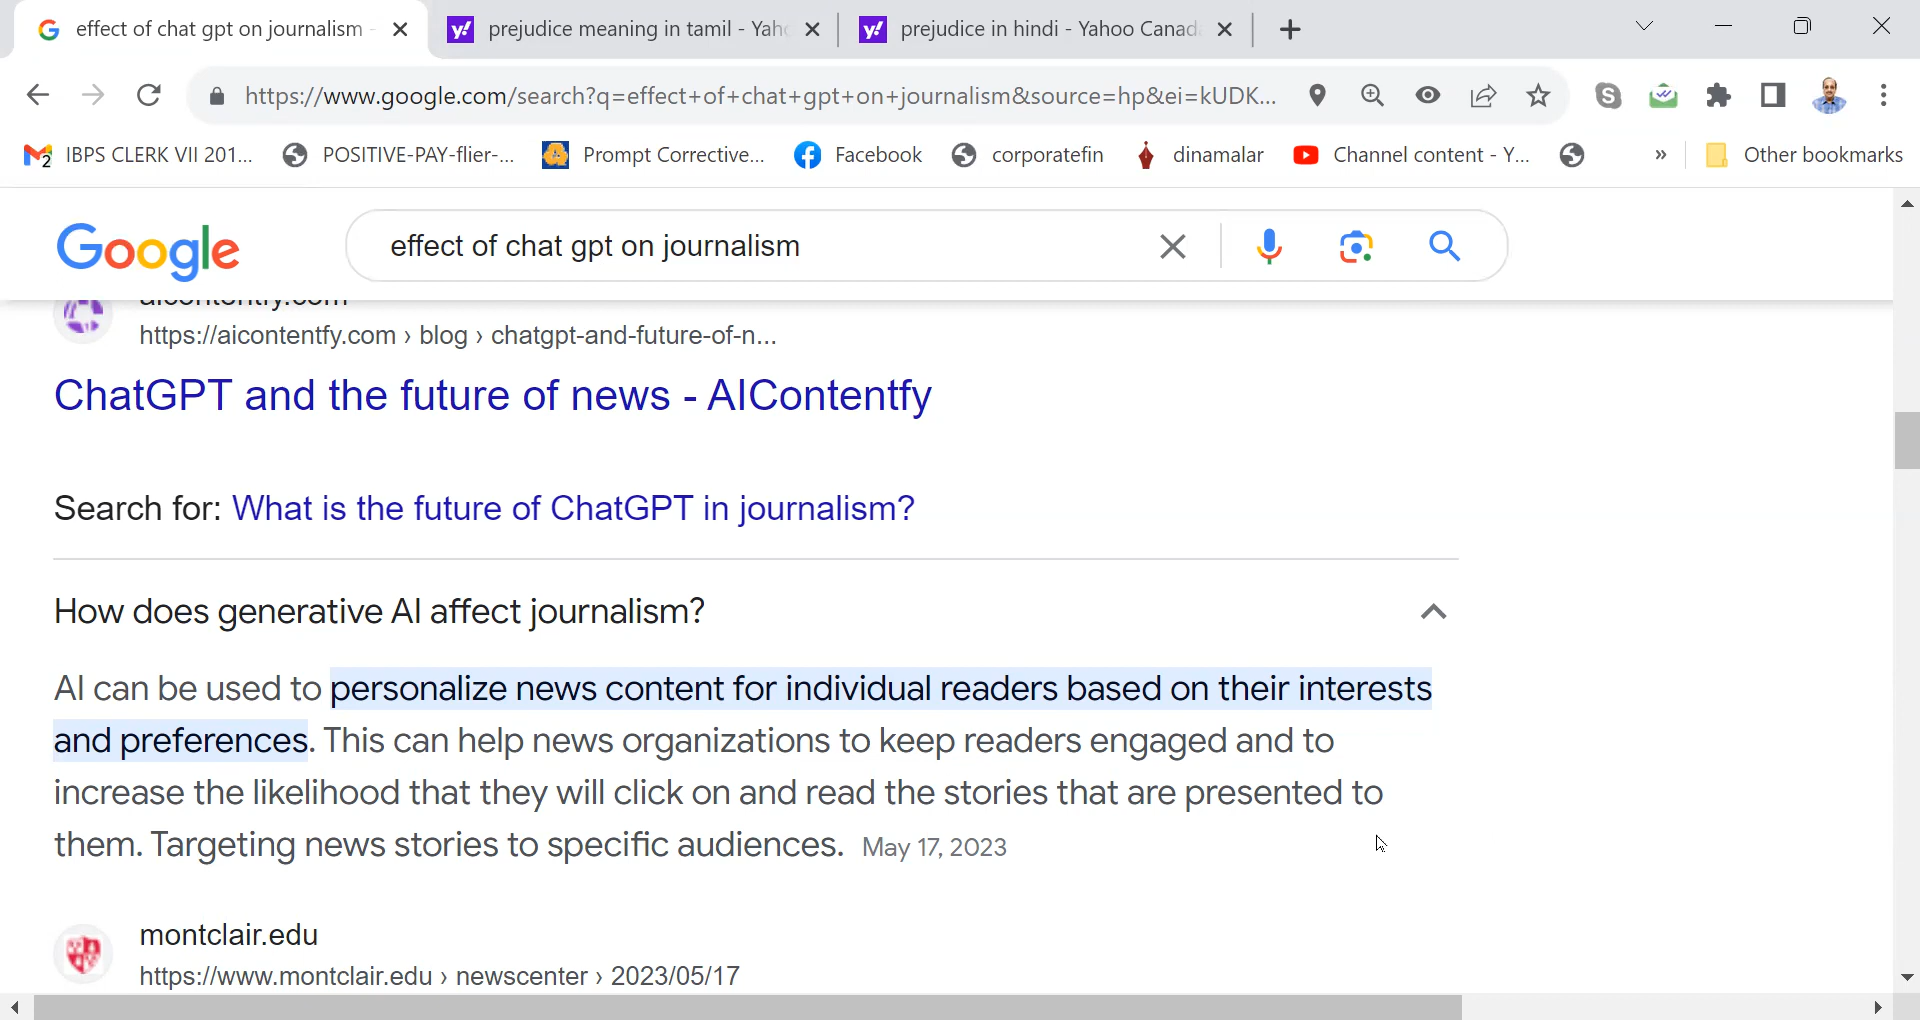 effect of chat gpt on journalism -
prejudice meaning in tamil - Yah
prejudice in hindi - Yahoo Canad
https://www.google.com/search?q=effect+of+chat+gpt+on+journalism&source=hp&ei=kUDK...
2
IBPS CLERK VII 201...
POSITIVE-PAY-flier-...
Prompt Corrective...
Facebook
corporatefin
dinamalar
Channel content - Y...
»
Other bookmarks
Google
effect of chat gpt on journalism
aicontentfy.com
https://aicontentfy.com › blog › chatgpt-and-future-of-n...
ChatGPT and the future of news - AIContentfy
Search for: What is the future of ChatGPT in journalism?
How does generative AI affect journalism?
AI can be used to personalize news content for individual readers based on their interests
and preferences. This can help news organizations to keep readers engaged and to
increase the likelihood that they will click on and read the stories that are presented to
them. Targeting news stories to specific audiences. May 17, 2023
montclair.edu
https://www.montclair.edu › newscenter › 2023/05/17